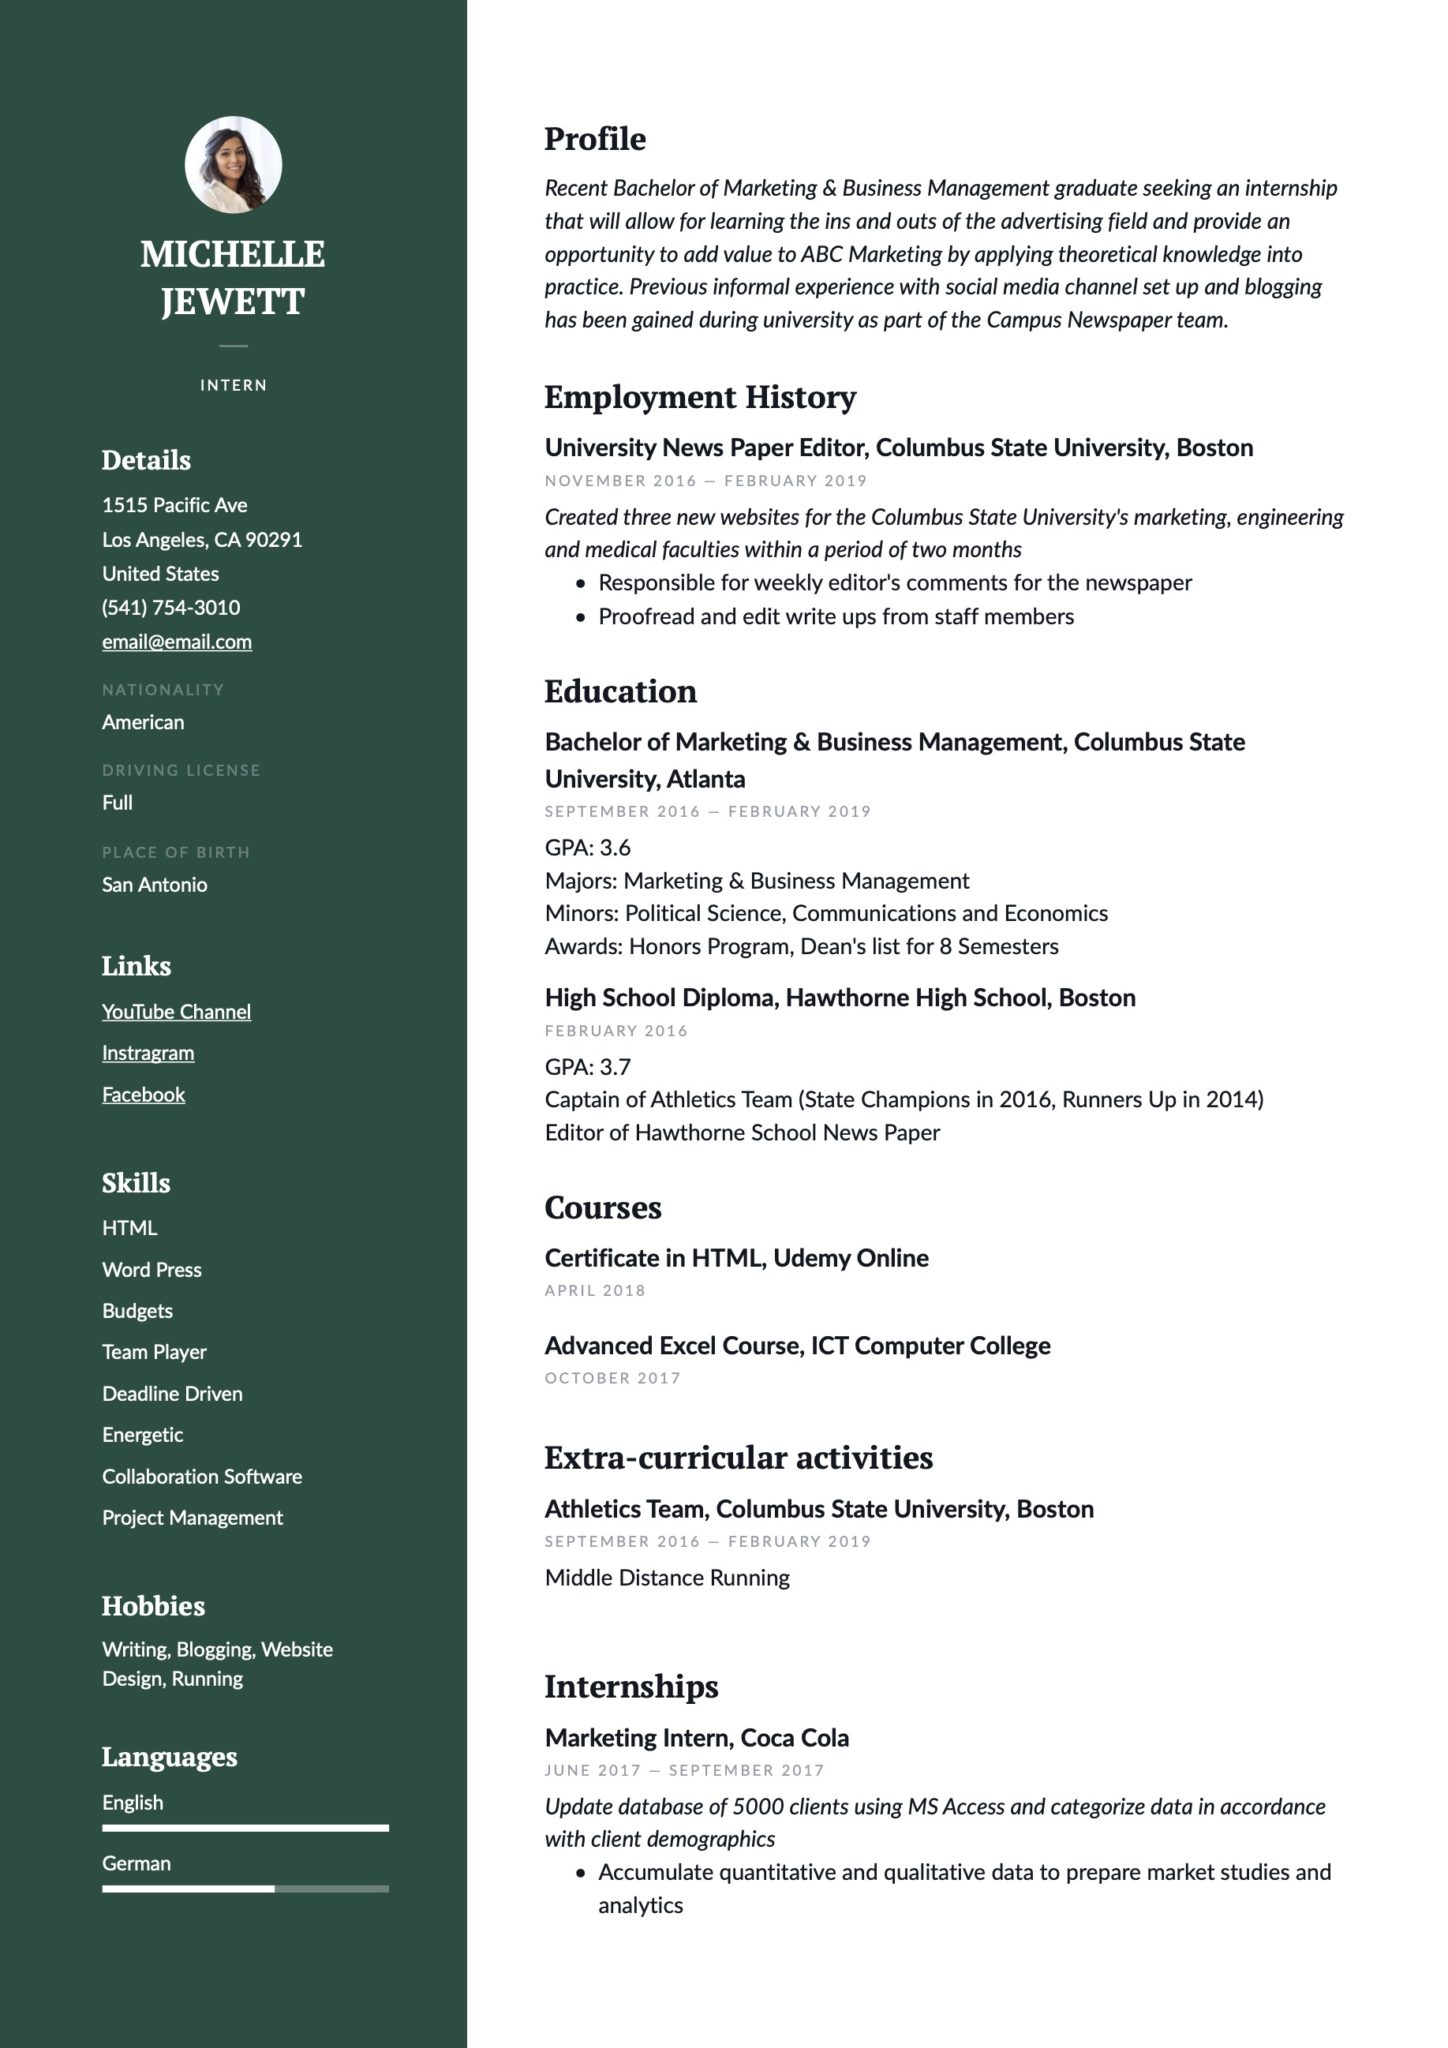 MICHELLE
JEWETT
INTERN
Details
1515 Pacific Ave
Los Angeles, CA 90291
United States
(541) 754-3010
email@email.com
NATIONALITY
American
DRIVING LICENSE
Full
PLACE OF BIRTH
San Antonio
Links
YouTube Channel
Instragram
Facebook
Skills
HTML
Word Press
Budgets
Team Player
Deadline Driven
Energetic
Collaboration Software
Project Management
Hobbies
Writing, Blogging, Website
Design, Running
Languages
English
German
Profile
Recent Bachelor of Marketing & Business Management graduate seeking an internship
that will allow for learning the ins and outs of the advertising field and provide an
opportunity to add value to ABC Marketing by applying theoretical knowledge into
practice. Previous informal experience with social media channel set up and blogging
has been gained during university as part of the Campus Newspaper team.
Employment History
University News Paper Editor, Columbus State University, Boston
NOVEMBER 2016 — FEBRUARY 2019
Created three new websites for the Columbus State University's marketing, engineering
and medical faculties within a period of two months
• Responsible for weekly editor's comments for the newspaper
• Proofread and edit write ups from staff members
Education
Bachelor of Marketing & Business Management, Columbus State
University, Atlanta
SEPTEMBER 2016 — FEBRUARY 2019
GPA: 3.6
Majors: Marketing & Business Management
Minors: Political Science, Communications and Economics
Awards: Honors Program, Dean's list for 8 Semesters
High School Diploma, Hawthorne High School, Boston
FEBRUARY 2016
GPA: 3.7
Captain of Athletics Team (State Champions in 2016, Runners Up in 2014)
Editor of Hawthorne School News Paper
Courses
Certificate in HTML, Udemy Online
APRIL 2018
Advanced Excel Course, ICT Computer College
OCTOBER 2017
Extra-curricular activities
Athletics Team, Columbus State University, Boston
SEPTEMBER 2016 — FEBRUARY 2019
Middle Distance Running
Internships
Marketing Intern, Coca Cola
JUNE 2017 — SEPTEMBER 2017
Update database of 5000 clients using MS Access and categorize data in accordance
with client demographics
• Accumulate quantitative and qualitative data to prepare market studies and
analytics